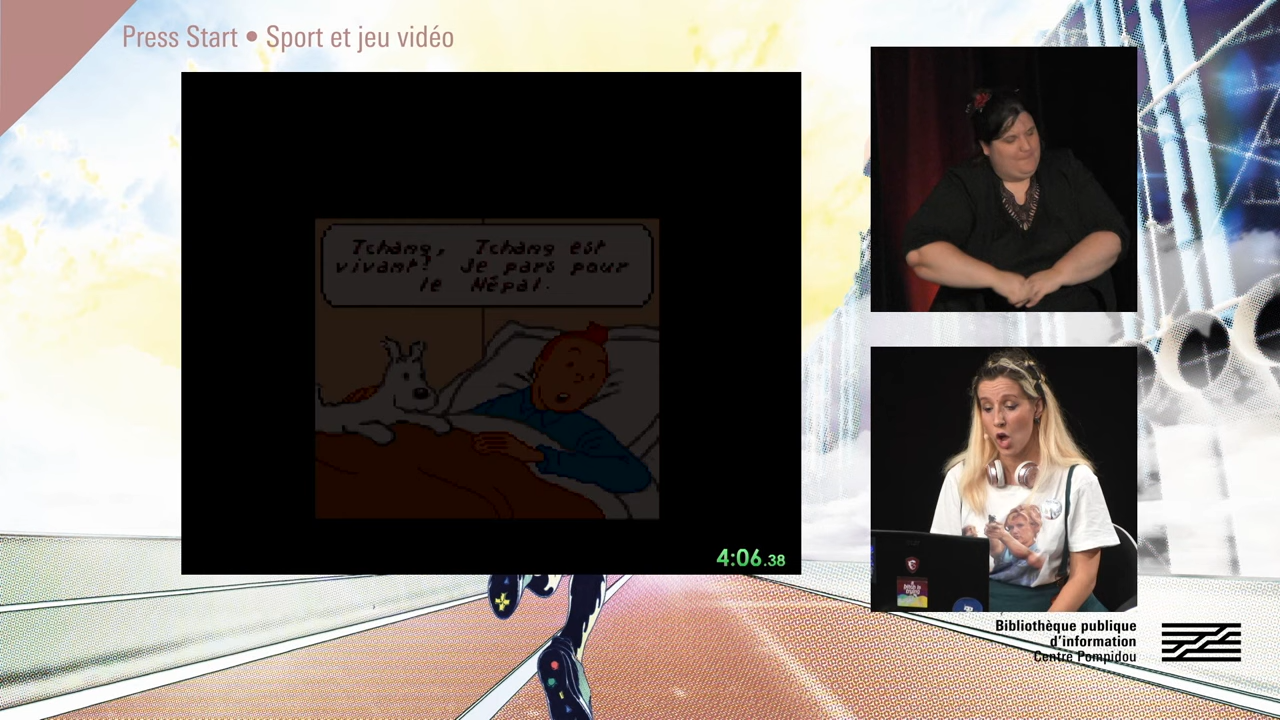 Press Start • Sport et jeu vidéo
Tchang, Tchang est
vivant! Je pars pour
le Népal.
4:06.38
Bibliothèque publique
d'information
Centre Pompidou